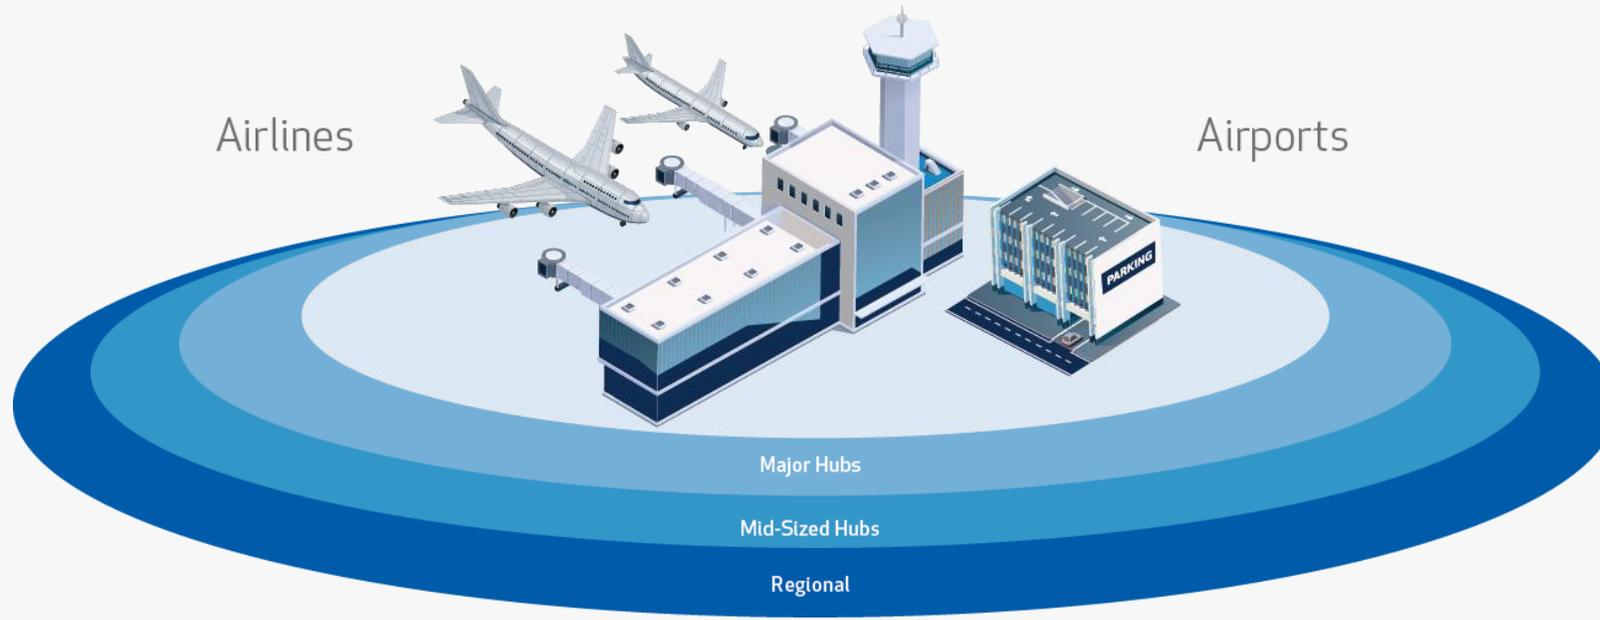 Airlines
Airports
PARKING
Major Hubs
Mid-Sized Hubs
Regional